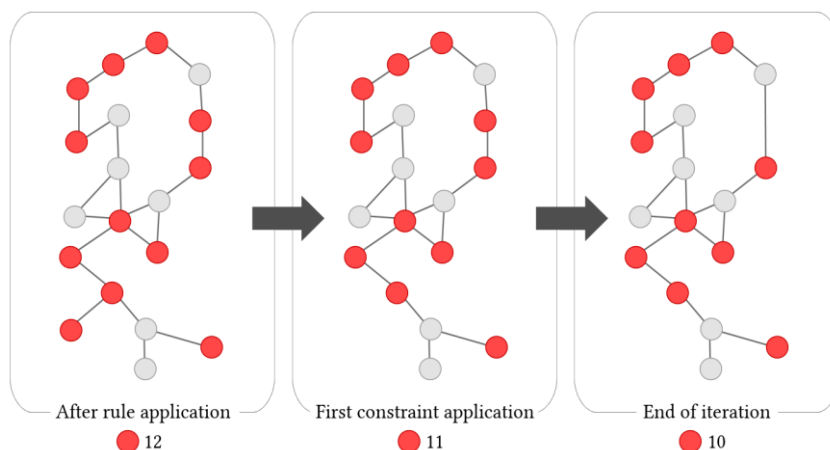 After rule application
First constraint application
End of iteration
12
11
10